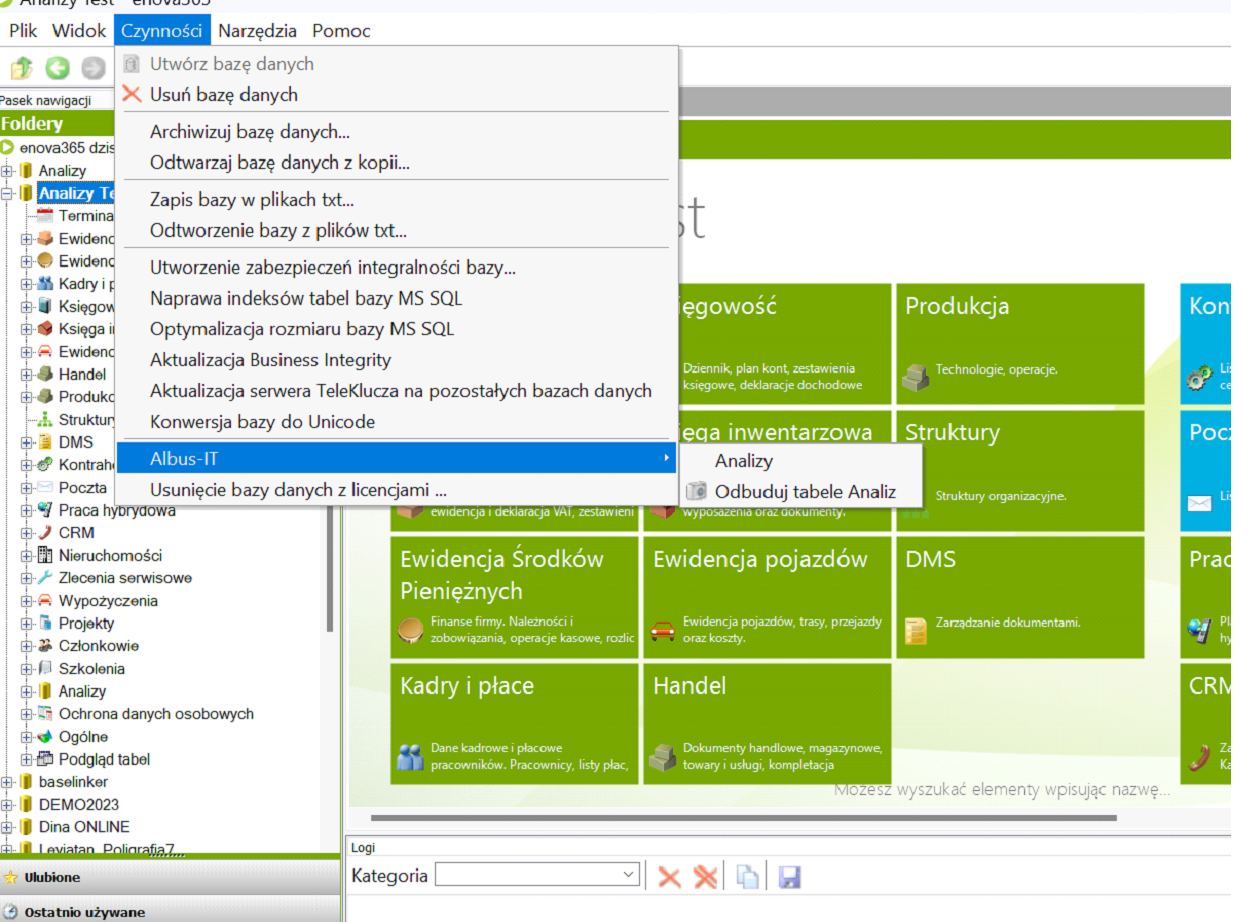 Analizy Test - enova365
Plik Widok Czynności Narzędzia Pomoc
Utwórz bazę danych
Usuń bazę danych
Archiwizuj bazę danych...
Odtwarzaj bazę danych z kopii...
Zapis bazy w plikach txt...
Odtworzenie bazy z plików txt...
Utworzenie zabezpieczeń integralności bazy...
Naprawa indeksów tabel bazy MS SQL
Optymalizacja rozmiaru bazy MS SQL
Aktualizacja Business Integrity
Aktualizacja serwera TeleKlucza na pozostałych bazach danych
Konwersja bazy do Unicode
Albus-IT
Usunięcie bazy danych z licencjami ...
Analizy
Odbuduj tabele Analiz
Pasek nawigacji
Foldery
enova365 dzis
Analizy
Analizy Te
Termina
Ewidenc
Ewidenc
Kadry i p
Księgow
Księga i
Ewidenc
Handel
Produkc
Struktury
DMS
Kontrah
Poczta
Praca hybrydowa
CRM
Nieruchomości
Zlecenia serwisowe
Wypożyczenia
Projekty
Członkowie
Szkolenia
Analizy
Ochrona danych osobowych
Ogólne
Podgląd tabel
baselinker
DEMO2023
Dina ONLINE
Leviatan_Poligrafia7...
Ulubione
Ostatnio używane
st
ięgowość
Dziennik, plan kont, zestawienia
księgowe, deklaracje dochodowe
Produkcja
Technologie, operacje.
Kon
Lis
ce
ięga inwentarzowa
wyposażenia oraz dokumenty.
Struktury
Struktury organizacyjne.
Pocz
Lis
ewidencja i deklaracja VAT, zestawieni
Ewidencja Środków
Pieniężnych
Finanse firmy. Należności i
zobowiązania, operacje kasowe, rozlic
Ewidencja pojazdów
Ewidencja pojazdów, trasy, przejazdy
oraz koszty.
DMS
Zarządzanie dokumentami.
Prac
Pl
hy
Kadry i płace
Dane kadrowe i płacowe
pracowników. Pracownicy, listy płac,
Handel
Dokumenty handlowe, magazynowe,
towary i usługi, kompletacja
CRM
Za
Ka
Możesz wyszukać elementy wpisując nazwę...
Logi
Kategoria